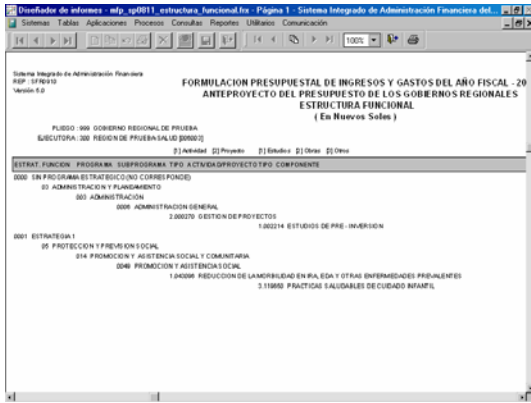 Diseñador de informes - mfp_sp0811_estructura_funcional.frx - Página 1 - Sistema Integrado de Administración Financiera del...
Sistemas Tablas Aplicaciones Procesos Consultas Reportes Utilitarios Comunicación
100%
Sistema Integrado de Administración Financiera
REP : SFR0910
Versión 5.0
FORMULACION PRESUPUESTAL DE INGRESOS Y GASTOS DEL AÑO FISCAL - 20
ANTEPROYECTO DEL PRESUPUESTO DE LOS GOBIERNOS REGIONALES
ESTRUCTURA FUNCIONAL
( En Nuevos Soles )
PLIEGO : 999 GOBIERNO REGIONAL DE PRUEBA
EJECUTORA : 300 REGION DE PRUEBA-SALUD [006003]
[1] Actividad [2] Proyecto [1] Estudios [2] Obras [3] Otros
ESTRAT. FUNCION PROGRAMA SUBPROGRAMA TIPO ACTIVIDAD/PROYECTO TIPO COMPONENTE
0000 SIN PROGRAMA ESTRATEGICO (NO CORRESPONDE)
03 ADMINISTRACION Y PLANEAMIENTO
003 ADMINISTRACIÓN
0006 ADMINISTRACION GENERAL
2.000270 GESTION DE PROYECTOS
1.002214 ESTUDIOS DE PRE - INVERSION
0001 ESTRATEGIA 1
05 PROTECCION Y PREVISION SOCIAL
014 PROMOCION Y ASISTENCIA SOCIAL Y COMUNITARIA
0049 PROMOCION Y ASISTENCIA SOCIAL
1.043096 REDUCCION DE LA MORBILIDAD EN IRA, EDA Y OTRAS ENFERMEDADES PREVALENTES
3.119660 PRACTICAS SALUDABLES DE CUIDADO INFANTIL